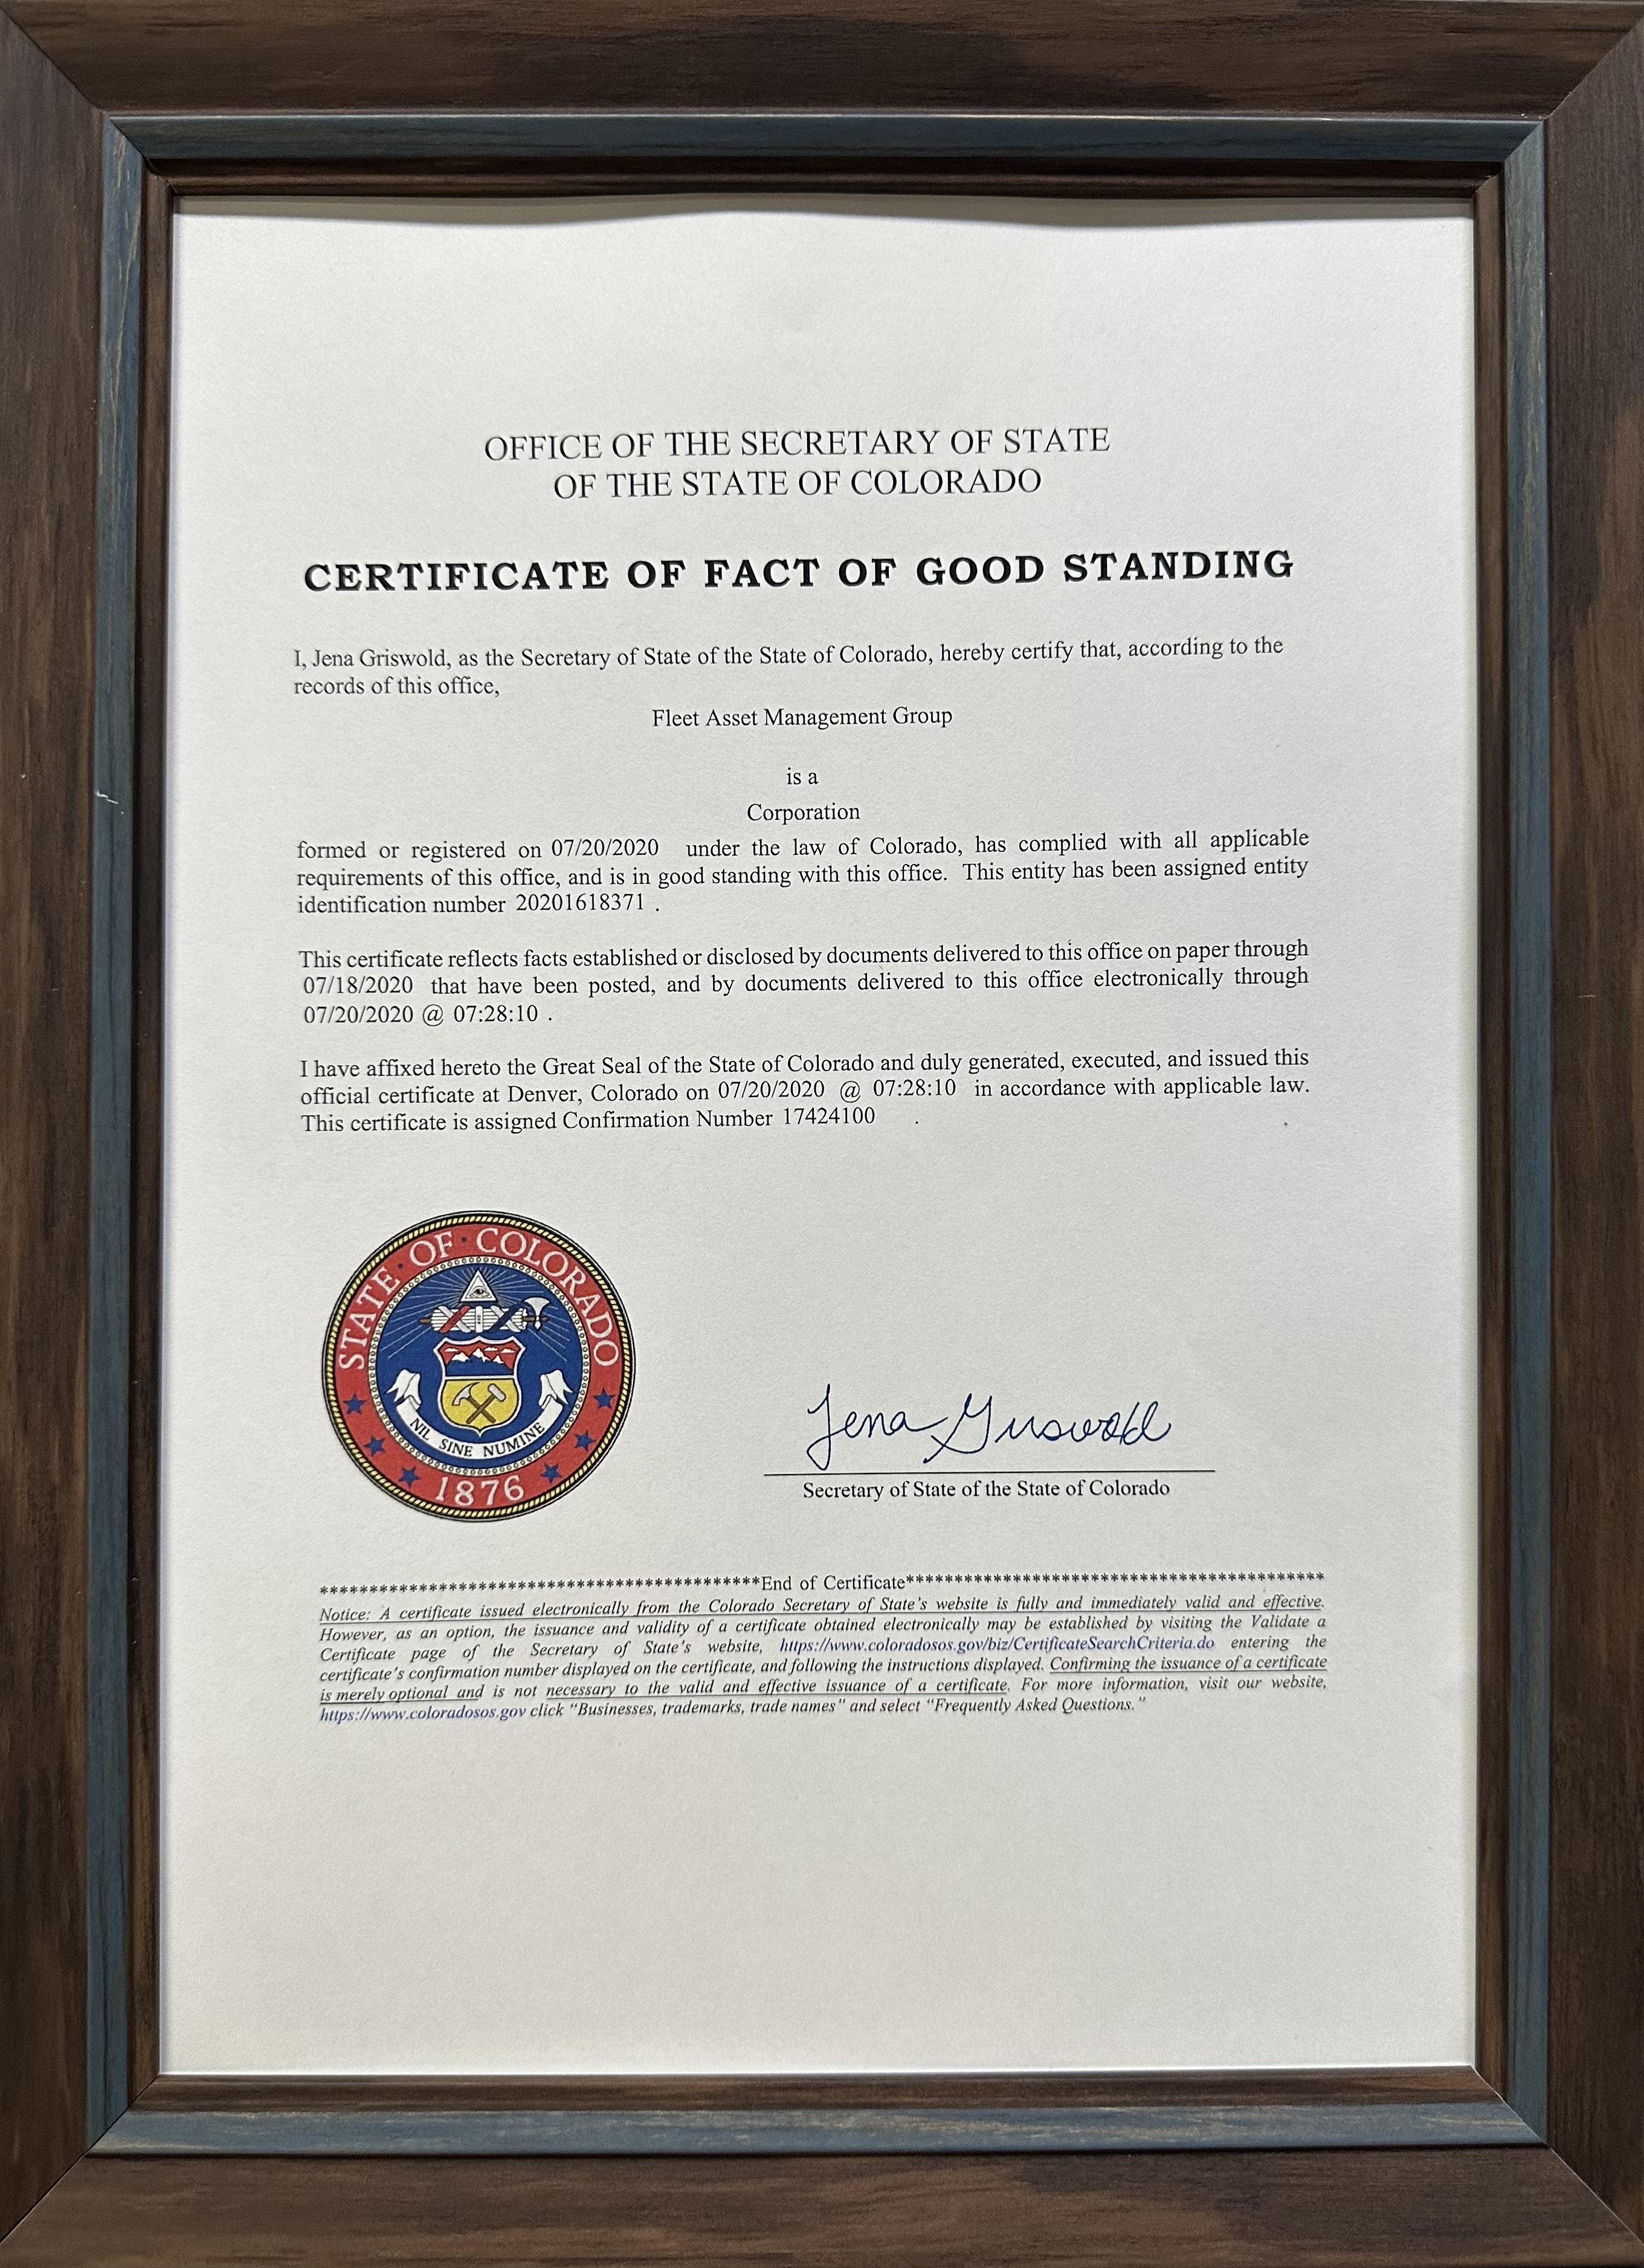 OFFICE OF THE SECRETARY OF STATE
OF THE STATE OF COLORADO
CERTIFICATE OF FACT OF GOOD STANDING
I, Jena Griswold, as the Secretary of State of the State of Colorado, hereby certify that, according to the
records of this office,
Fleet Asset Management Group
is a
Corporation
formed or registered on 07/20/2020 under the law of Colorado, has complied with all applicable
requirements of this office, and is in good standing with this office. This entity has been assigned entity
identification number 20201618371 .
This certificate reflects facts established or disclosed by documents delivered to this office on paper through
07/18/2020 that have been posted, and by documents delivered to this office electronically through
07/20/2020 @ 07:28:10 .
I have affixed hereto the Great Seal of the State of Colorado and duly generated, executed, and issued this
official certificate at Denver, Colorado on 07/20/2020 @ 07:28:10 in accordance with applicable law.
This certificate is assigned Confirmation Number 17424100 .
STATE OF COLORADO
NIL SINE NUMINE
1876
Jena Griswold
Secretary of State of the State of Colorado
*********************************************End of Certificate*******************************************
Notice: A certificate issued electronically from the Colorado Secretary of State's website is fully and immediately valid and effective.
However, as an option, the issuance and validity of a certificate obtained electronically may be established by visiting the Validate a
Certificate page of the Secretary of State's website, https://www.coloradosos.gov/biz/CertificateSearchCriteria.do entering the
certificate's confirmation number displayed on the certificate, and following the instructions displayed. Confirming the issuance of a certificate
is merely optional and is not necessary to the valid and effective issuance of a certificate. For more information, visit our website,
https://www.coloradosos.gov click “Businesses, trademarks, trade names” and select “Frequently Asked Questions.”